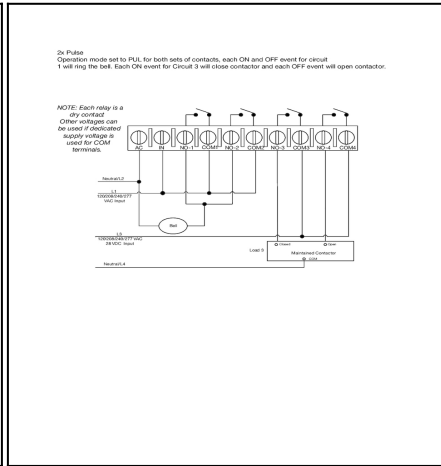 2x Pulse
Operation mode set to PUL for both sets of contacts, each ON and OFF event for circuit
1 will ring the bell. Each ON event for Circuit 3 will close contactor and each OFF event will open contactor.
NOTE: Each relay is a
dry contact
Other voltages can
be used if dedicated
supply voltage is
used for COM
terminals.
AC IN NO-1 COM1 NO-2 COM2 NO-3 COM3 NO-4 COM4
Neutral/L2
L1
120/208/240/277
VAC Input
Bell
L3
120/208/240/277 VAC
28 VDC Input
Load 3
Close Open
Maintained Contactor
COM
Neutral/L4